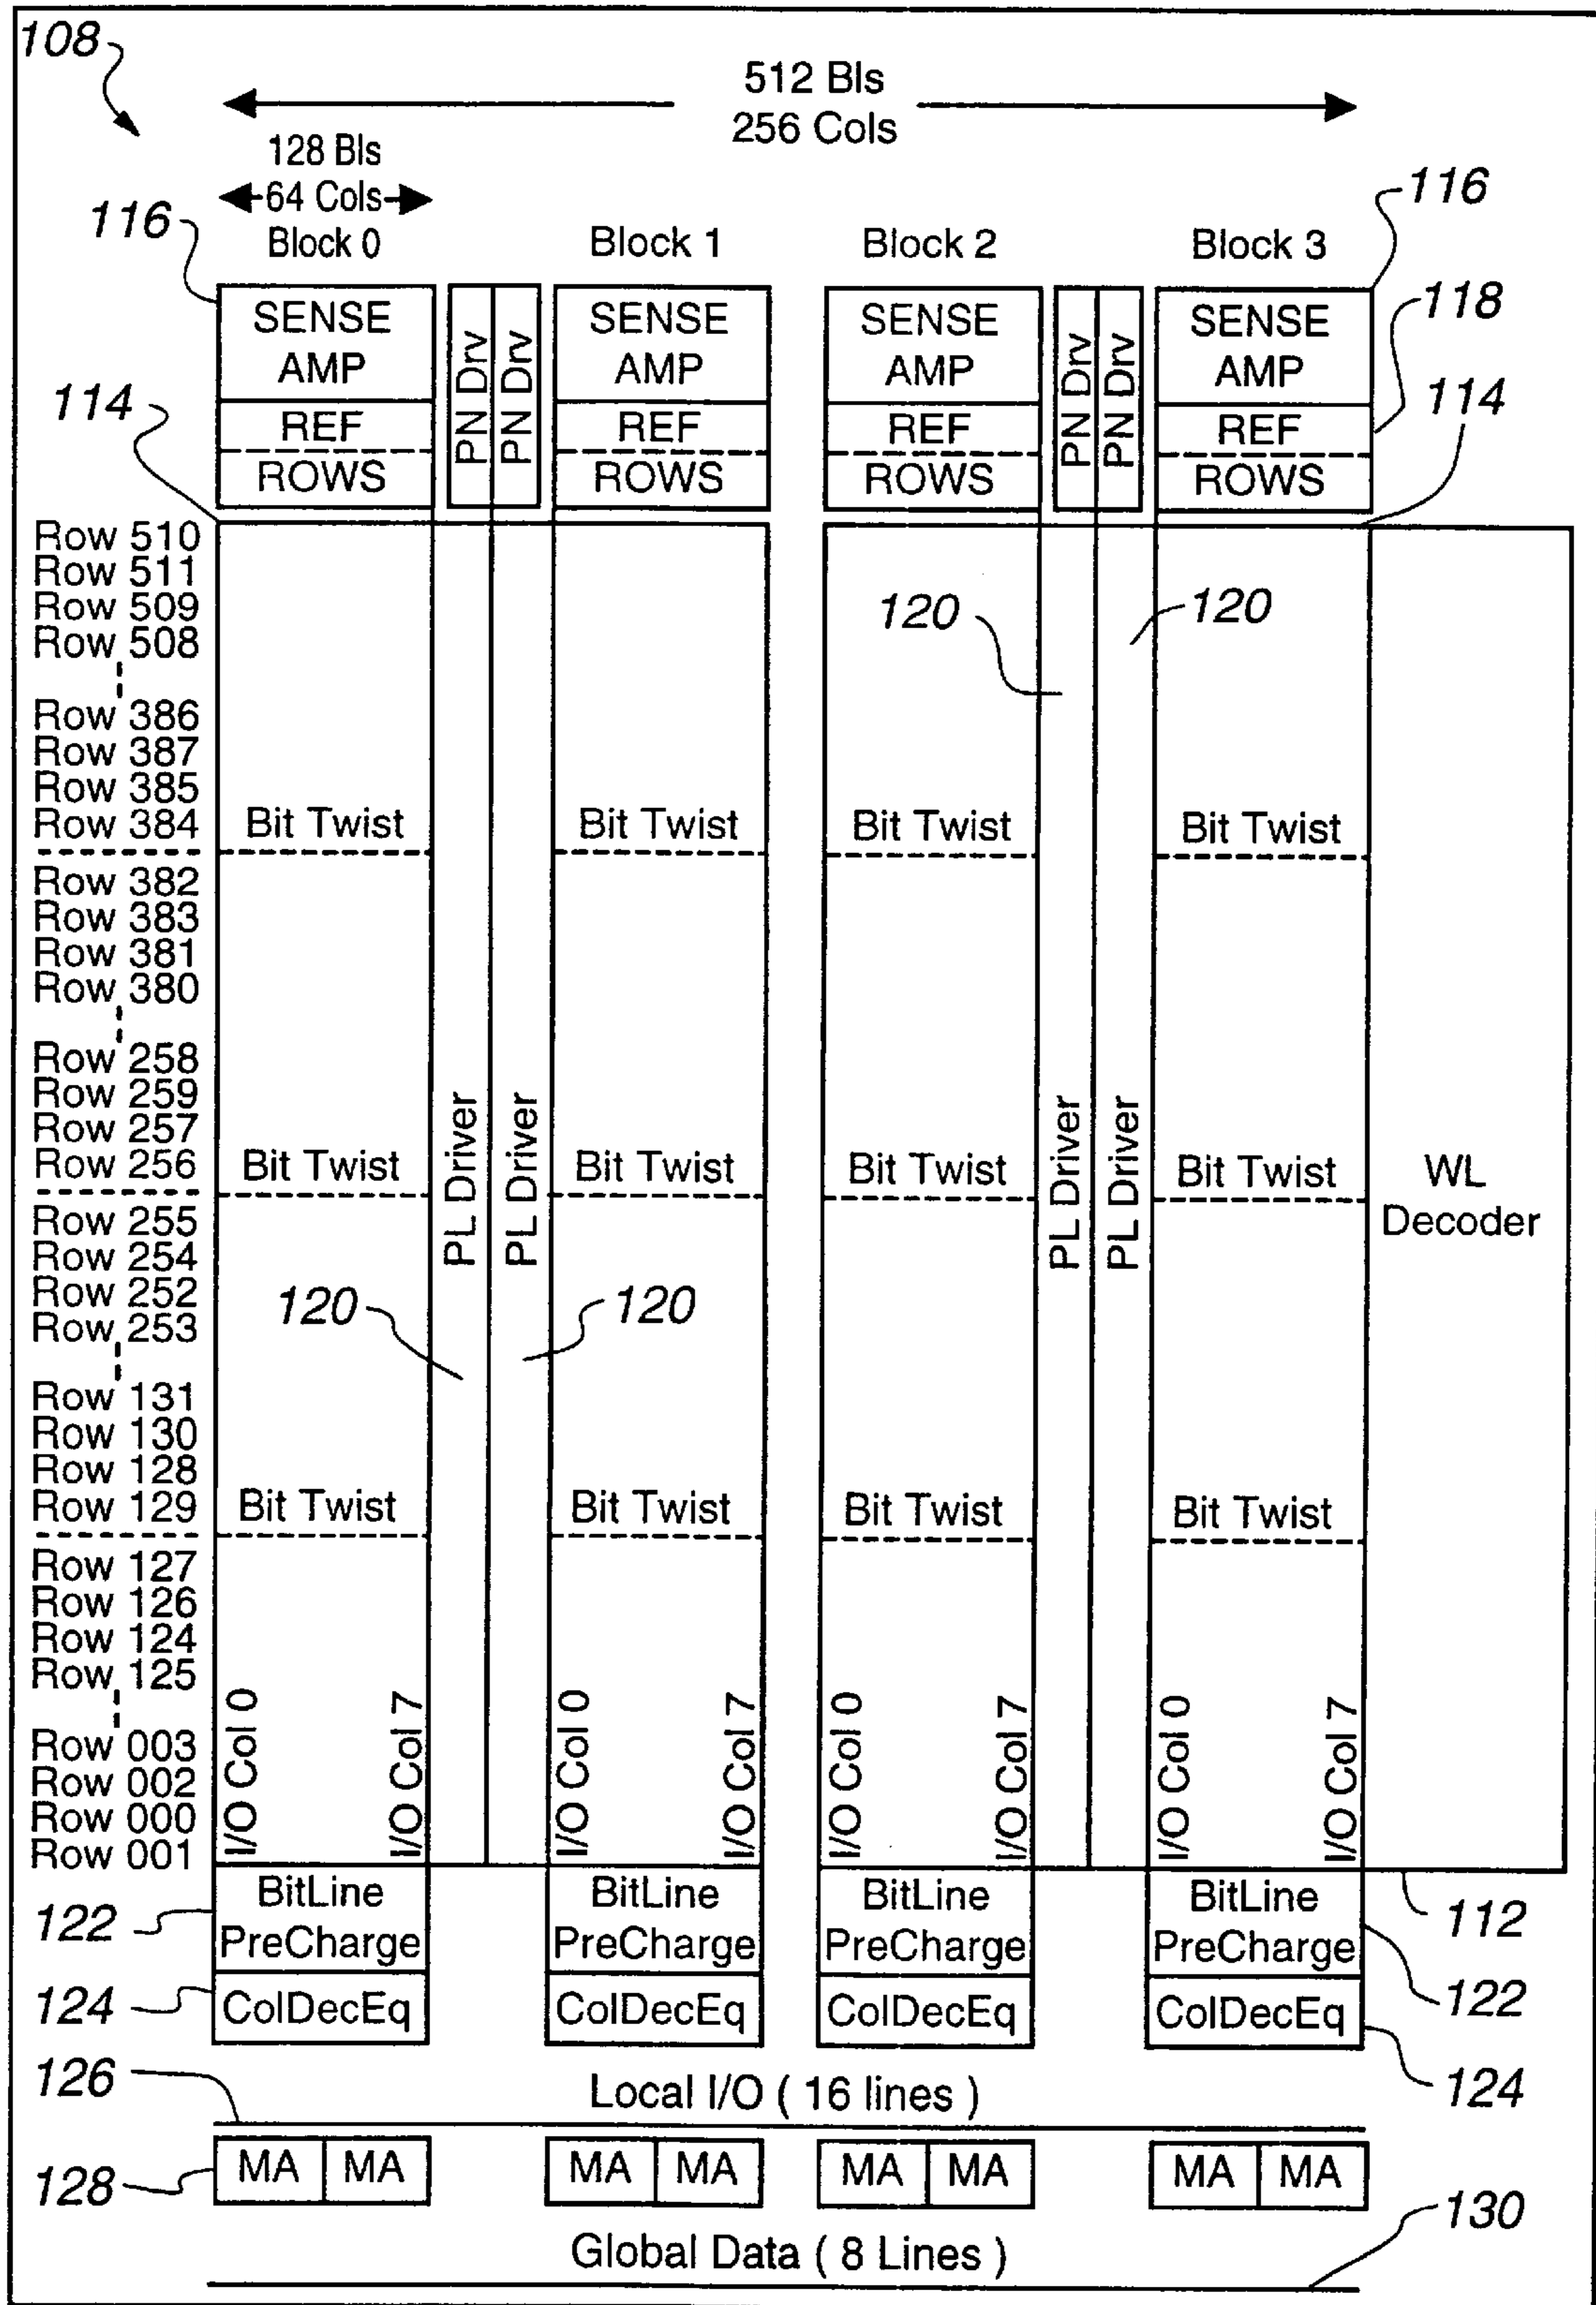 108
512 Bls
256 Cols
128 Bls
64 Cols
116
116
Block 0
Block 1
Block 2
Block 3
SENSE AMP
PN Drv
PN Drv
SENSE AMP
SENSE AMP
PN Drv
PN Drv
SENSE AMP
118
114
114
REF
REF
REF
REF
ROWS
ROWS
ROWS
ROWS
Row 510
Row 511
Row 509
Row 508
120
120
Row 386
Row 387
Row 385
Row 384
Bit Twist
Bit Twist
Bit Twist
Bit Twist
Row 382
Row 383
Row 381
Row 380
Row 258
Row 259
Row 257
Row 256
Bit Twist
Bit Twist
Bit Twist
Bit Twist
PL Driver
PL Driver
PL Driver
PL Driver
WL
Decoder
Row 255
Row 254
Row 252
Row 253
120
120
Row 131
Row 130
Row 128
Row 129
Bit Twist
Bit Twist
Bit Twist
Bit Twist
Row 127
Row 126
Row 124
Row 125
Row 003
Row 002
Row 000
Row 001
I/O Col 0
I/O Col 7
I/O Col 0
I/O Col 7
I/O Col 0
I/O Col 7
I/O Col 0
I/O Col 7
122
BitLine
PreCharge
BitLine
PreCharge
BitLine
PreCharge
BitLine
PreCharge
112
122
124
ColDecEq
ColDecEq
ColDecEq
ColDecEq
124
126
Local I/O ( 16 lines )
128
MA MA
MA MA
MA MA
MA MA
130
Global Data ( 8 Lines )